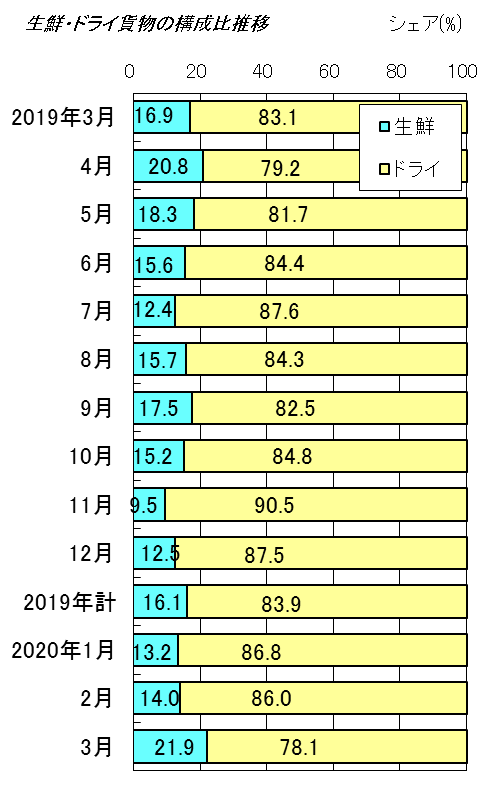 生鮮・ドライ貨物の構成比推移 シェア(%)
0 20 40 60 80 100
2019年3月 16.9 83.1
生鮮
4月 20.8 79.2
ドライ
5月 18.3 81.7
6月 15.6 84.4
7月 12.4 87.6
8月 15.7 84.3
9月 17.5 82.5
10月 15.2 84.8
11月 9.5 90.5
12月 12.5 87.5
2019年計 16.1 83.9
2020年1月 13.2 86.8
2月 14.0 86.0
3月 21.9 78.1